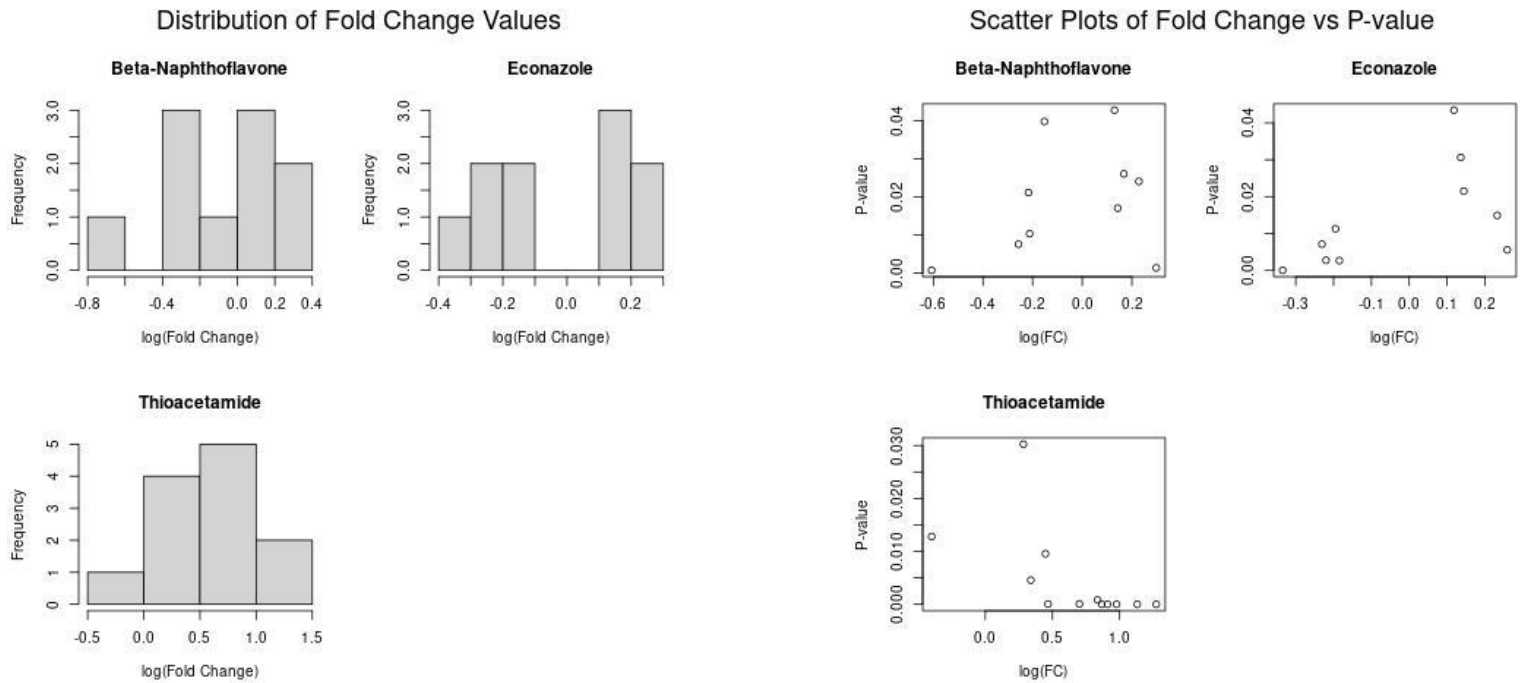 Distribution of Fold Change Values
Scatter Plots of Fold Change vs P-value
Beta-Naphthoflavone
Econazole
Beta-Naphthoflavone
Econazole
Frequency
0.0 1.0 2.0 3.0
-0.8 -0.4 0.0 0.2 0.4
log(Fold Change)
Frequency
0.0 1.0 2.0 3.0
-0.4 -0.2 0.0 0.2
log(Fold Change)
P-value
0.00 0.02 0.04
-0.6 -0.4 -0.2 0.0 0.2
log(FC)
P-value
0.00 0.02 0.04
-0.3 -0.1 0.0 0.1 0.2
log(FC)
Thioacetamide
Thioacetamide
Frequency
0 1 2 3 4 5
-0.5 0.0 0.5 1.0 1.5
log(Fold Change)
P-value
0.000 0.010 0.020 0.030
0.0 0.5 1.0
log(FC)